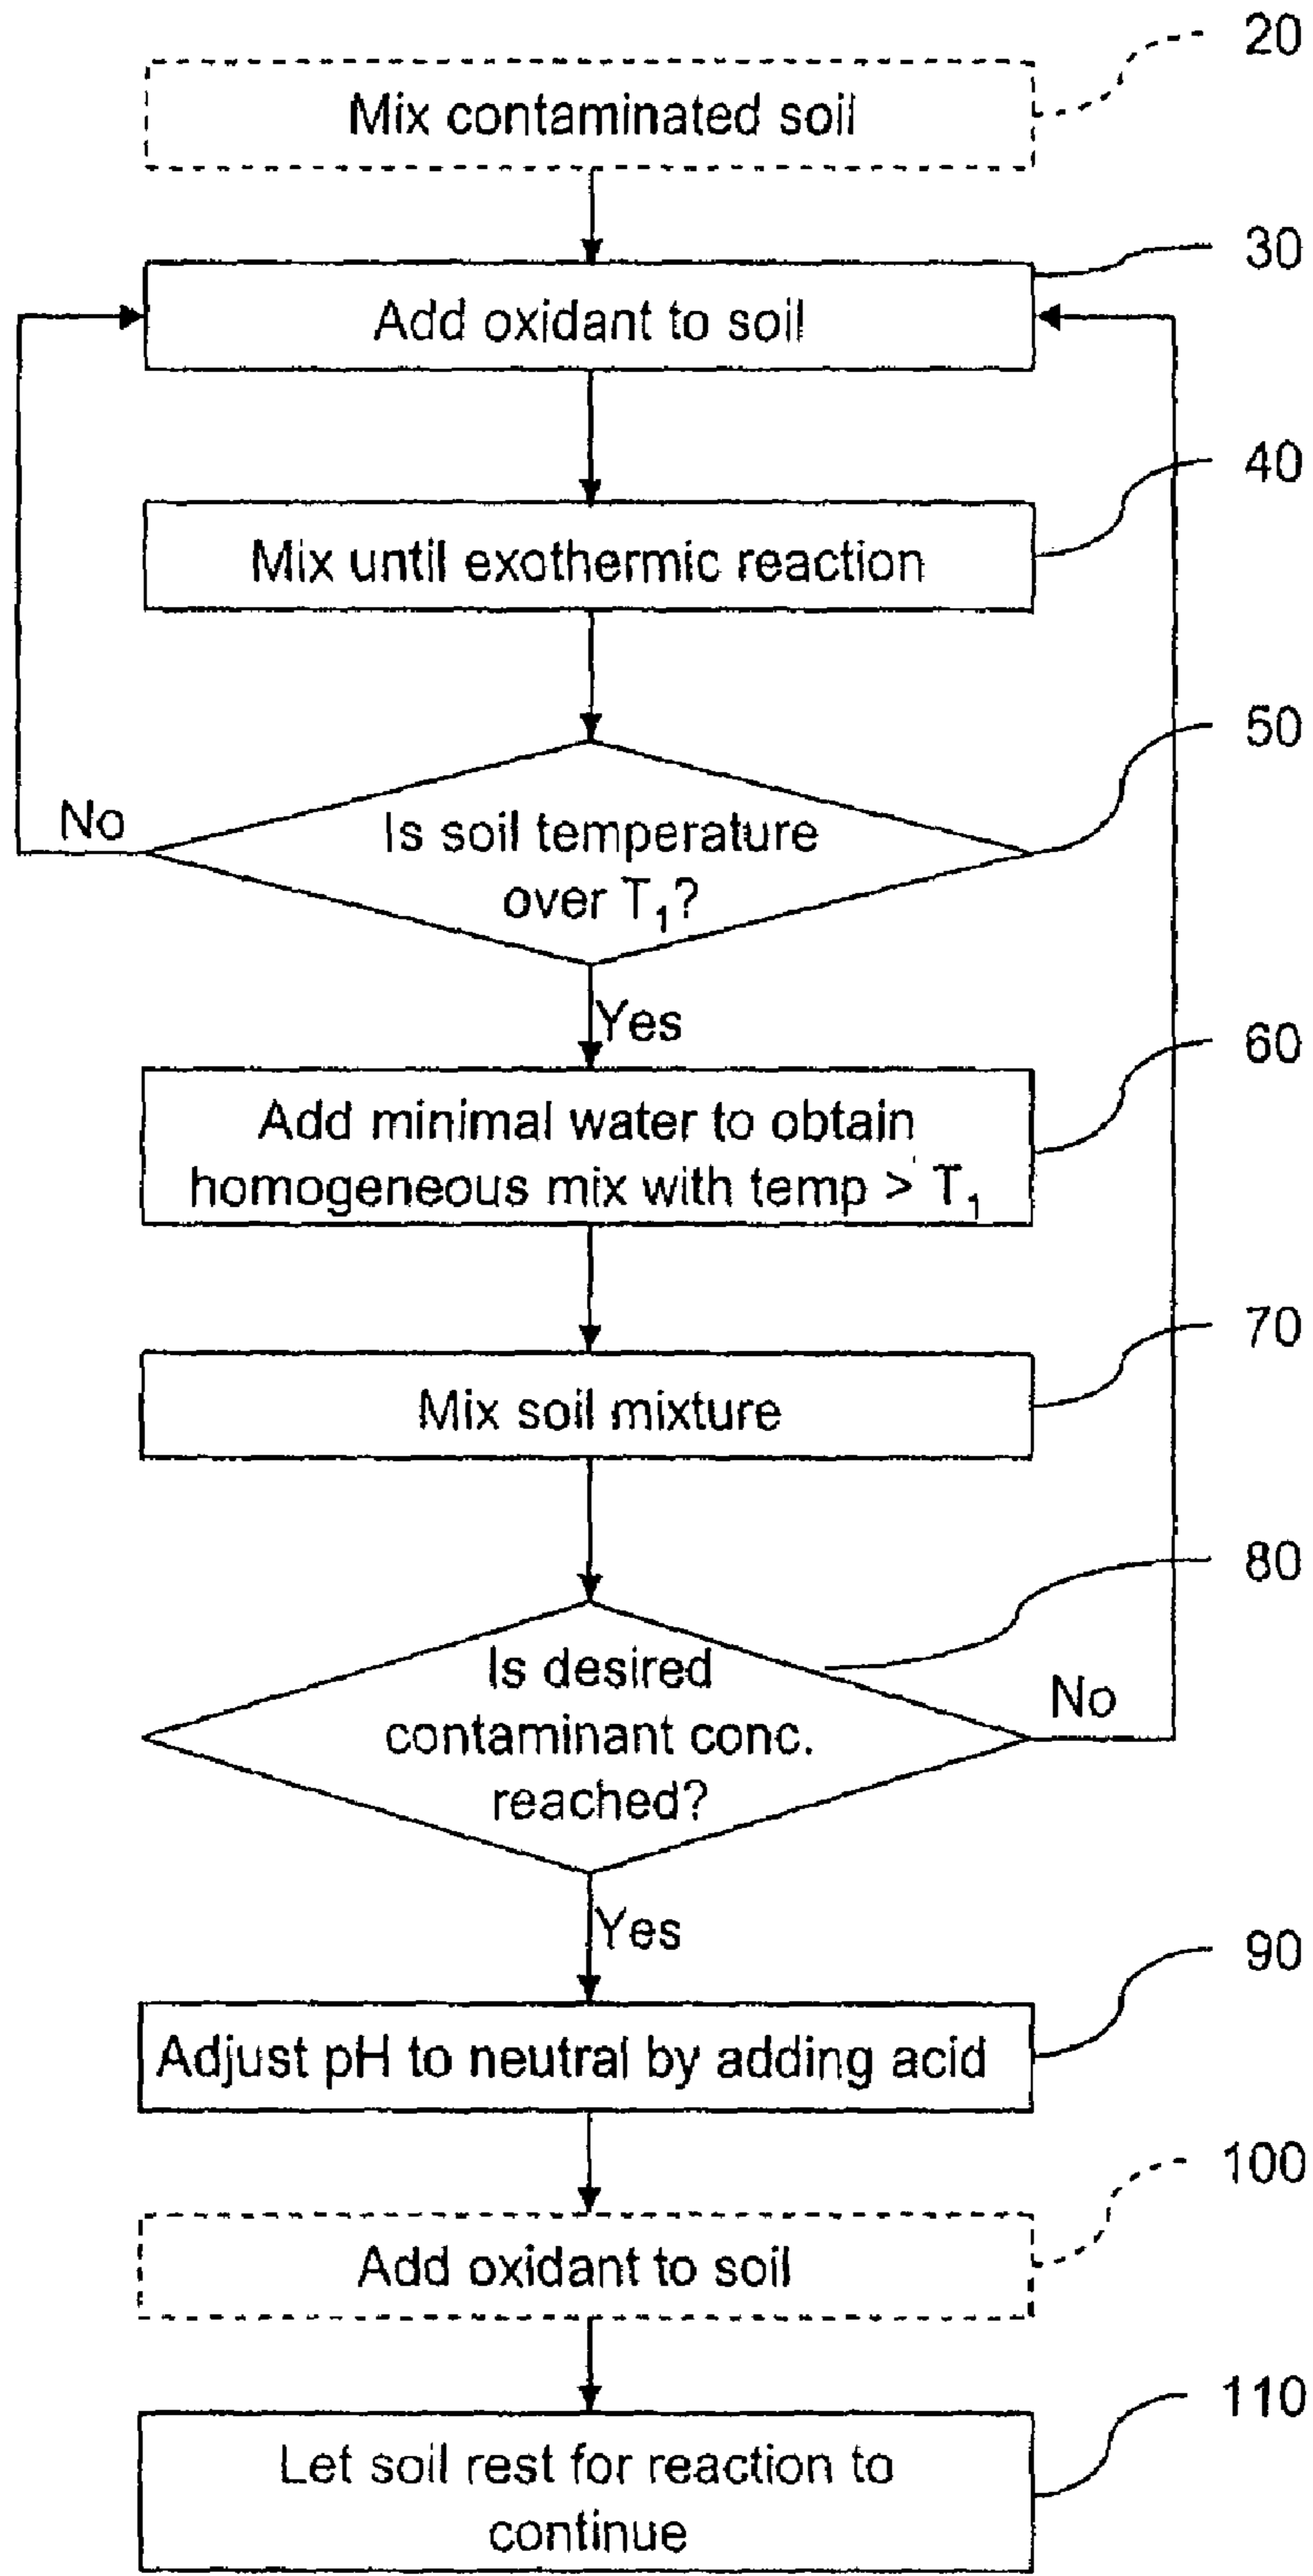 20
Mix contaminated soil
30
Add oxidant to soil
40
Mix until exothermic reaction
50
No
Is soil temperature
over T₁?
Yes
60
Add minimal water to obtain
homogeneous mix with temp > T₁
70
Mix soil mixture
80
Is desired
contaminant conc.
reached?
No
Yes
90
Adjust pH to neutral by adding acid
100
Add oxidant to soil
110
Let soil rest for reaction to
continue